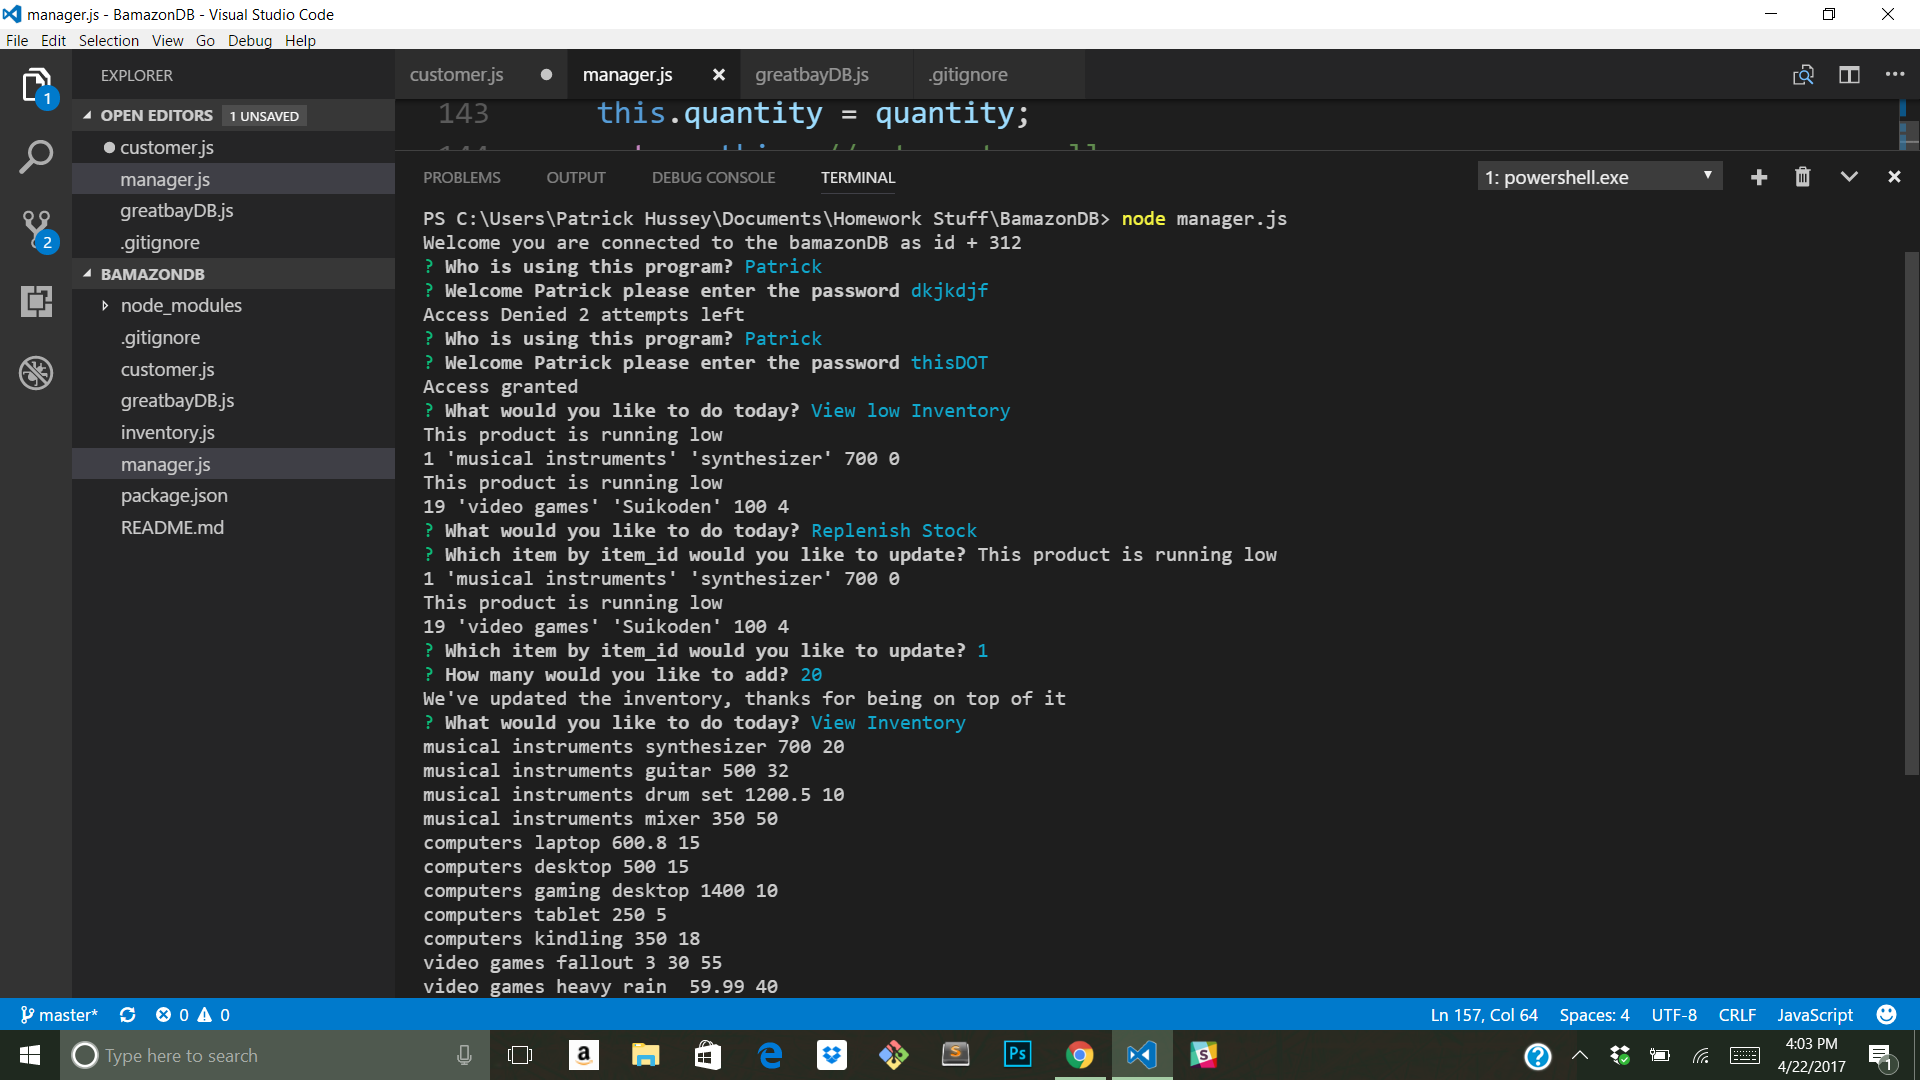 manager.js - BamazonDB - Visual Studio Code
File Edit Selection View Go Debug Help
EXPLORER
customer.js manager.js greatbayDB.js .gitignore
1
OPEN EDITORS 1 UNSAVED
customer.js
manager.js
greatbayDB.js
.gitignore
2
BAMAZONDB
node_modules
.gitignore
customer.js
greatbayDB.js
inventory.js
manager.js
package.json
README.md
143 this.quantity = quantity;
PROBLEMS OUTPUT DEBUG CONSOLE TERMINAL 1: powershell.exe
PS C:\Users\Patrick Hussey\Documents\Homework Stuff\BamazonDB> node manager.js
Welcome you are connected to the bamazonDB as id + 312
? Who is using this program? Patrick
? Welcome Patrick please enter the password dkjkdjf
Access Denied 2 attempts left
? Who is using this program? Patrick
? Welcome Patrick please enter the password thisDOT
Access granted
? What would you like to do today? View low Inventory
This product is running low
1 'musical instruments' 'synthesizer' 700 0
This product is running low
19 'video games' 'Suikoden' 100 4
? What would you like to do today? Replenish Stock
? Which item by item_id would you like to update? This product is running low
1 'musical instruments' 'synthesizer' 700 0
This product is running low
19 'video games' 'Suikoden' 100 4
? Which item by item_id would you like to update? 1
? How many would you like to add? 20
We've updated the inventory, thanks for being on top of it
? What would you like to do today? View Inventory
musical instruments synthesizer 700 20
musical instruments guitar 500 32
musical instruments drum set 1200.5 10
musical instruments mixer 350 50
computers laptop 600.8 15
computers desktop 500 15
computers gaming desktop 1400 10
computers tablet 250 5
computers kindling 350 18
video games fallout 3 30 55
video games heavy rain  59.99 40
master* 0 0 Ln 157, Col 64 Spaces: 4 UTF-8 CRLF JavaScript
Type here to search
a
S
Ps
S
?
4:03 PM
4/22/2017
1